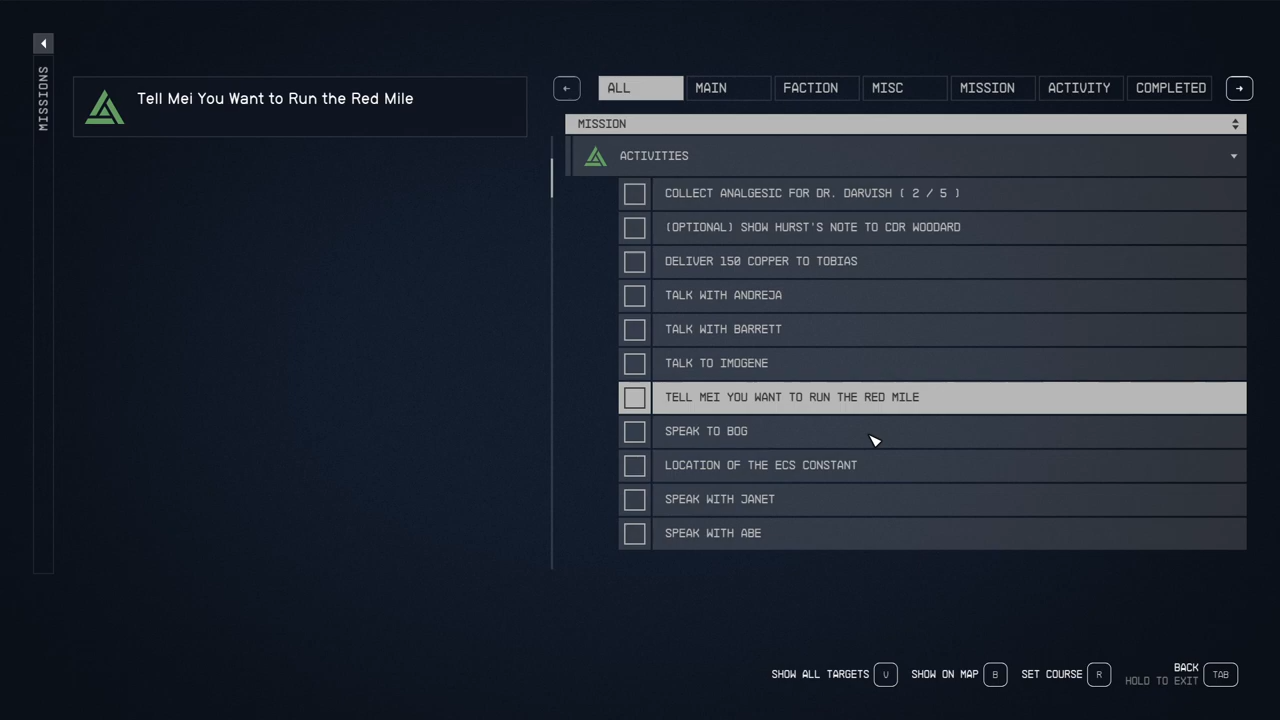 MISSIONS
Tell Mei You Want to Run the Red Mile
ALL MAIN FACTION MISC MISSION ACTIVITY COMPLETED
MISSION
ACTIVITIES
COLLECT ANALGESIC FOR DR. DARVISH ( 2 / 5 )
(OPTIONAL) SHOW HURST'S NOTE TO CDR WOODARD
DELIVER 150 COPPER TO TOBIAS
TALK WITH ANDREJA
TALK WITH BARRETT
TALK TO IMOGENE
TELL MEI YOU WANT TO RUN THE RED MILE
SPEAK TO BOG
LOCATION OF THE ECS CONSTANT
SPEAK WITH JANET
SPEAK WITH ABE
SHOW ALL TARGETS V SHOW ON MAP B SET COURSE R BACK TAB
HOLD TO EXIT